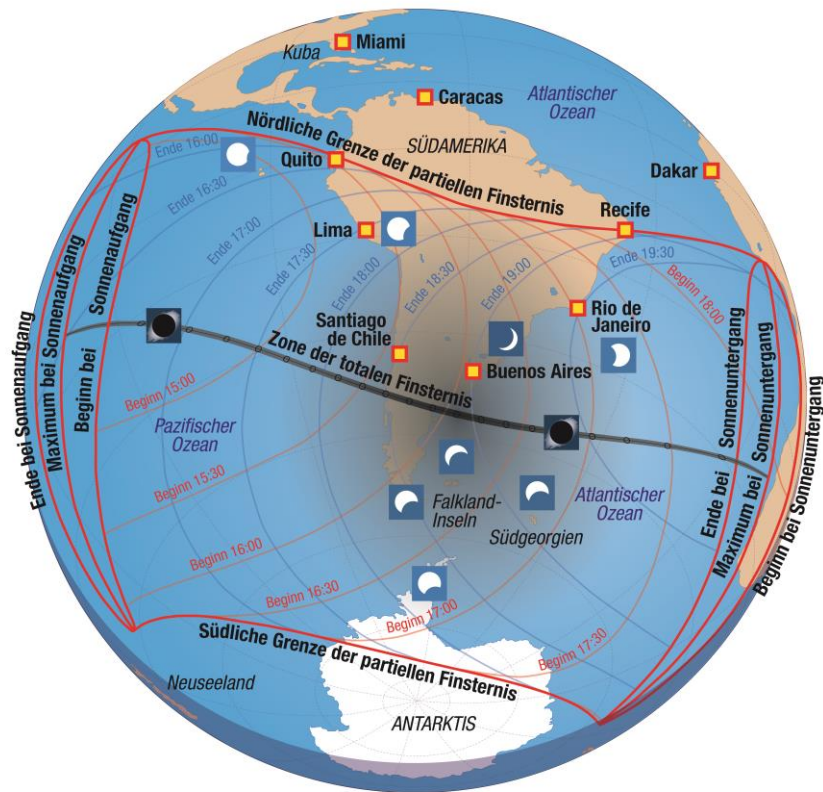 Kuba
Miami
Caracas
Atlantischer
Ozean
Nördliche Grenze der partiellen Finsternis
SÜDAMERIKA
Ende 16:00
Quito
Dakar
Ende 16:30
Recife
Lima
Ende 17:00
Ende 17:30
Ende 18:00
Ende 18:30
Ende 19:00
Ende 19:30
Beginn 18:00
Ende bei Sonnenaufgang
Maximum bei Sonnenaufgang
Beginn bei
Sonnenaufgang
Santiago
de Chile
Zone der totalen Finsternis
Rio de
Janeiro
Buenos Aires
Beginn 15:00
Pazifischer
Ozean
Beginn 15:30
Falkland-
Inseln
Südgeorgien
Atlantischer
Ozean
Ende bei
Sonnenuntergang
Maximum bei
Sonnenuntergang
Beginn bei Sonnenuntergang
Beginn 16:00
Beginn 16:30
Beginn 17:00
Beginn 17:30
Südliche Grenze der partiellen Finsternis
Neuseeland
ANTARKTIS